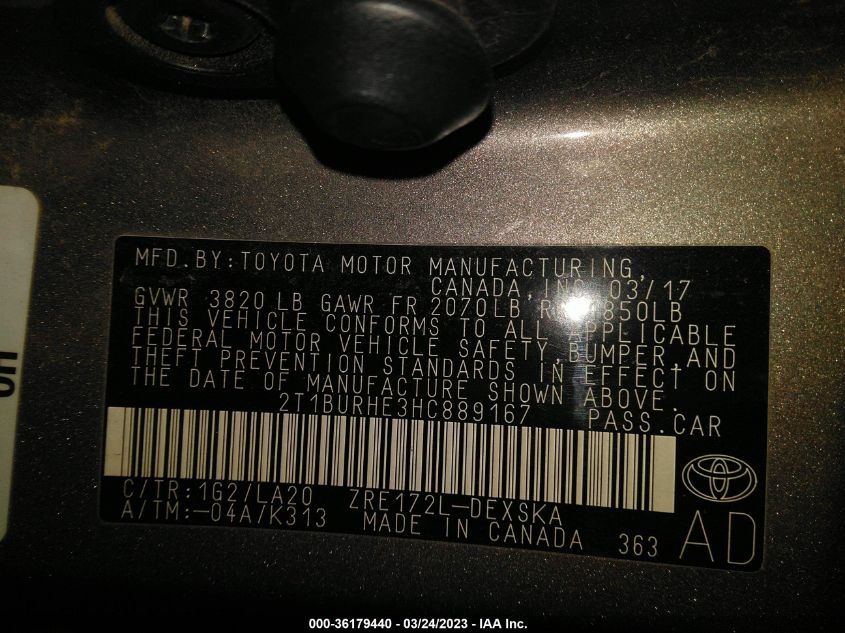 MFD.BY:TOYOTA MOTOR MANUFACTURING,
CANADA, 03/17
GVWR 3820 LB GAWR FR 2070LB
THIS VEHICLE CONFORMS TO ALL APPLICABLE
FEDERAL MOTOR VEHICLE SAFETY,BUMPER,AND
THEFT PREVENTION STANDARDS IN EFFECT ON
THE DATE OF MANUFACTURE SHOWN ABOVE.
2T1BURHE3HC889167 PASS.CAR
C/TR:1G2/LA20 ZRE172L-DEXSKA
A/TM:-04A/K313 MADE IN CANADA 363 AD
000-36179440 - 03/24/2023 - IAA Inc.